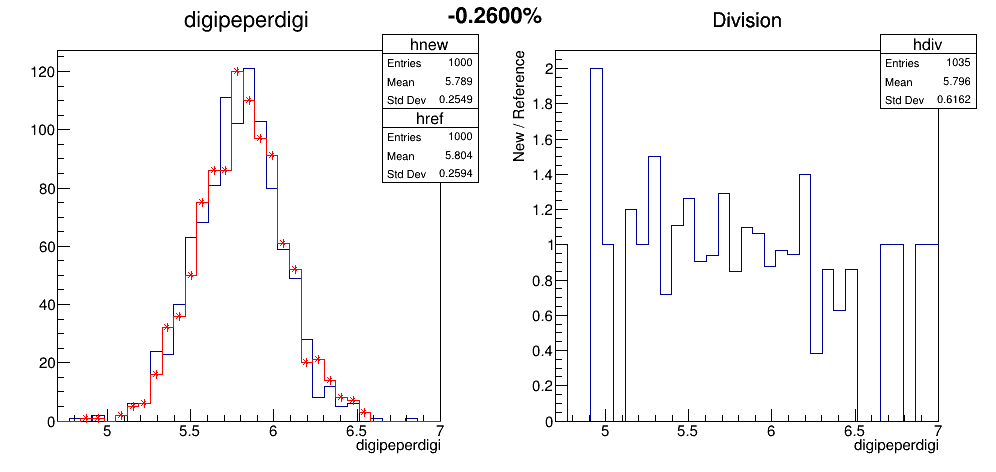 digipeperdigi
-0.2600%
Division
hnew
Entries 1000
Mean 5.789
Std Dev 0.2549
href
Entries 1000
Mean 5.804
Std Dev 0.2594
120
100
80
60
40
20
0
5 5.5 6 6.5 7
digipeperdigi
hdiv
Entries 1035
Mean 5.796
Std Dev 0.6162
New / Reference
2
1.8
1.6
1.4
1.2
1
0.8
0.6
0.4
0.2
0
5 5.5 6 6.5 7
digipeperdigi